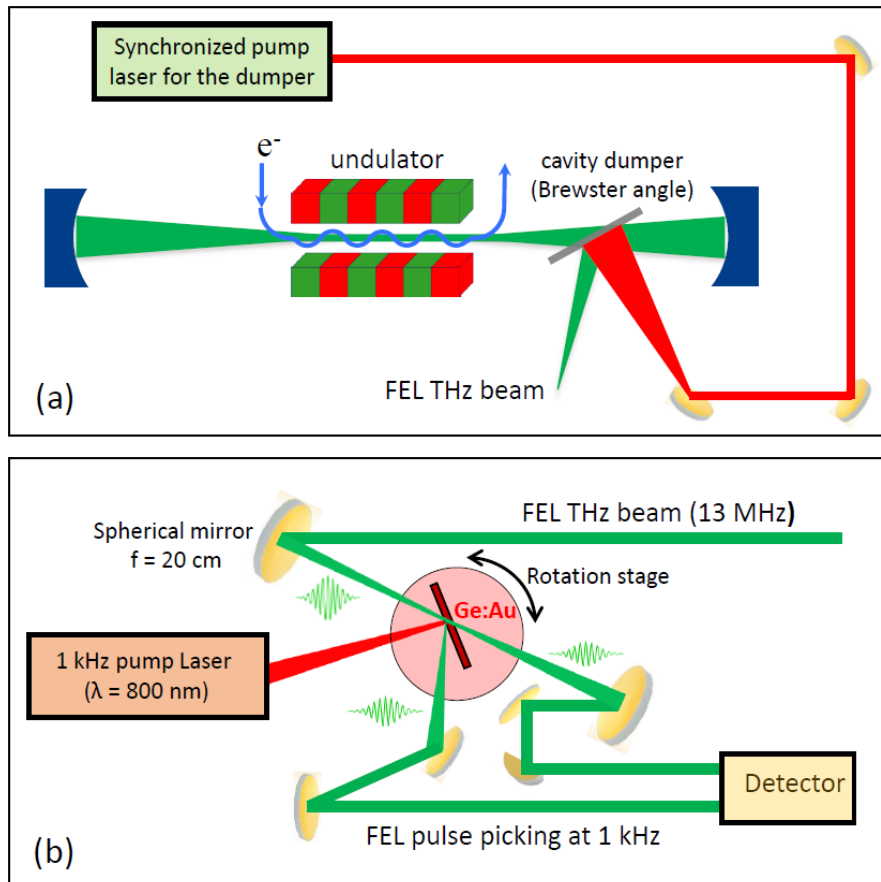 Synchronized pump
laser for the dumper
e-
undulator
cavity dumper
(Brewster angle)
FEL THz beam
(a)
FEL THz beam (13 MHz)
Spherical mirror
f = 20 cm
Rotation stage
Ge:Au
1 kHz pump Laser
(λ = 800 nm)
Detector
FEL pulse picking at 1 kHz
(b)